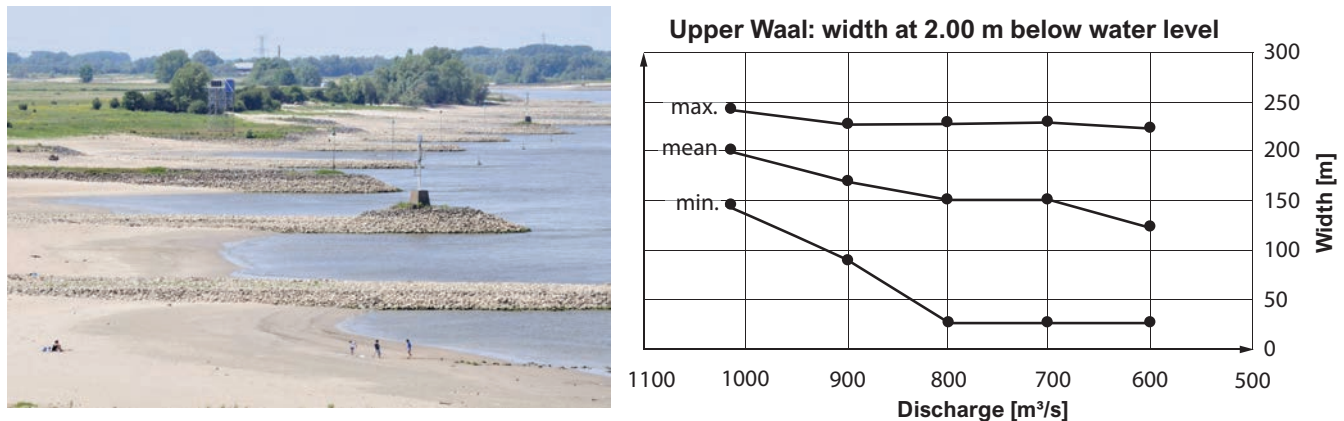 Upper Waal: width at 2.00 m below water level
300
max.
250
mean
200
min.
150
100
50
0
Width [m]
1100 1000 900 800 700 600 500
Discharge [m³/s]